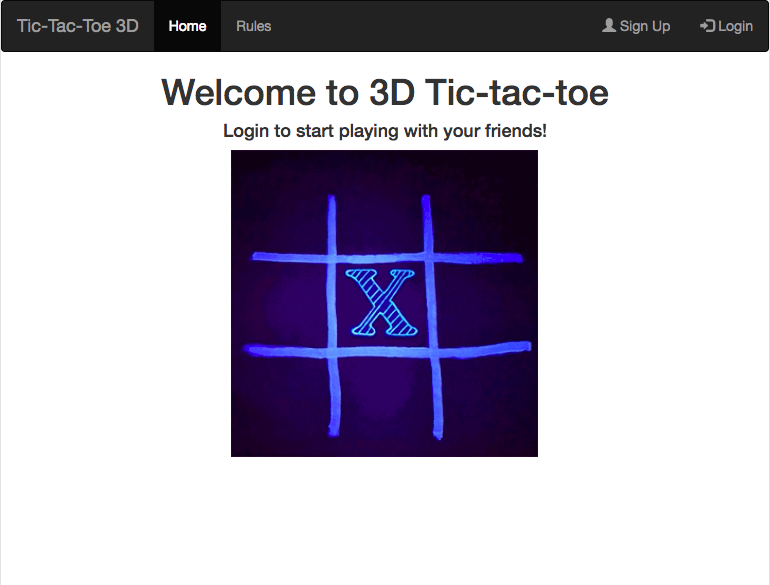 Tic-Tac-Toe 3D Home Rules Sign Up Login
Welcome to 3D Tic-tac-toe
Login to start playing with your friends!
X